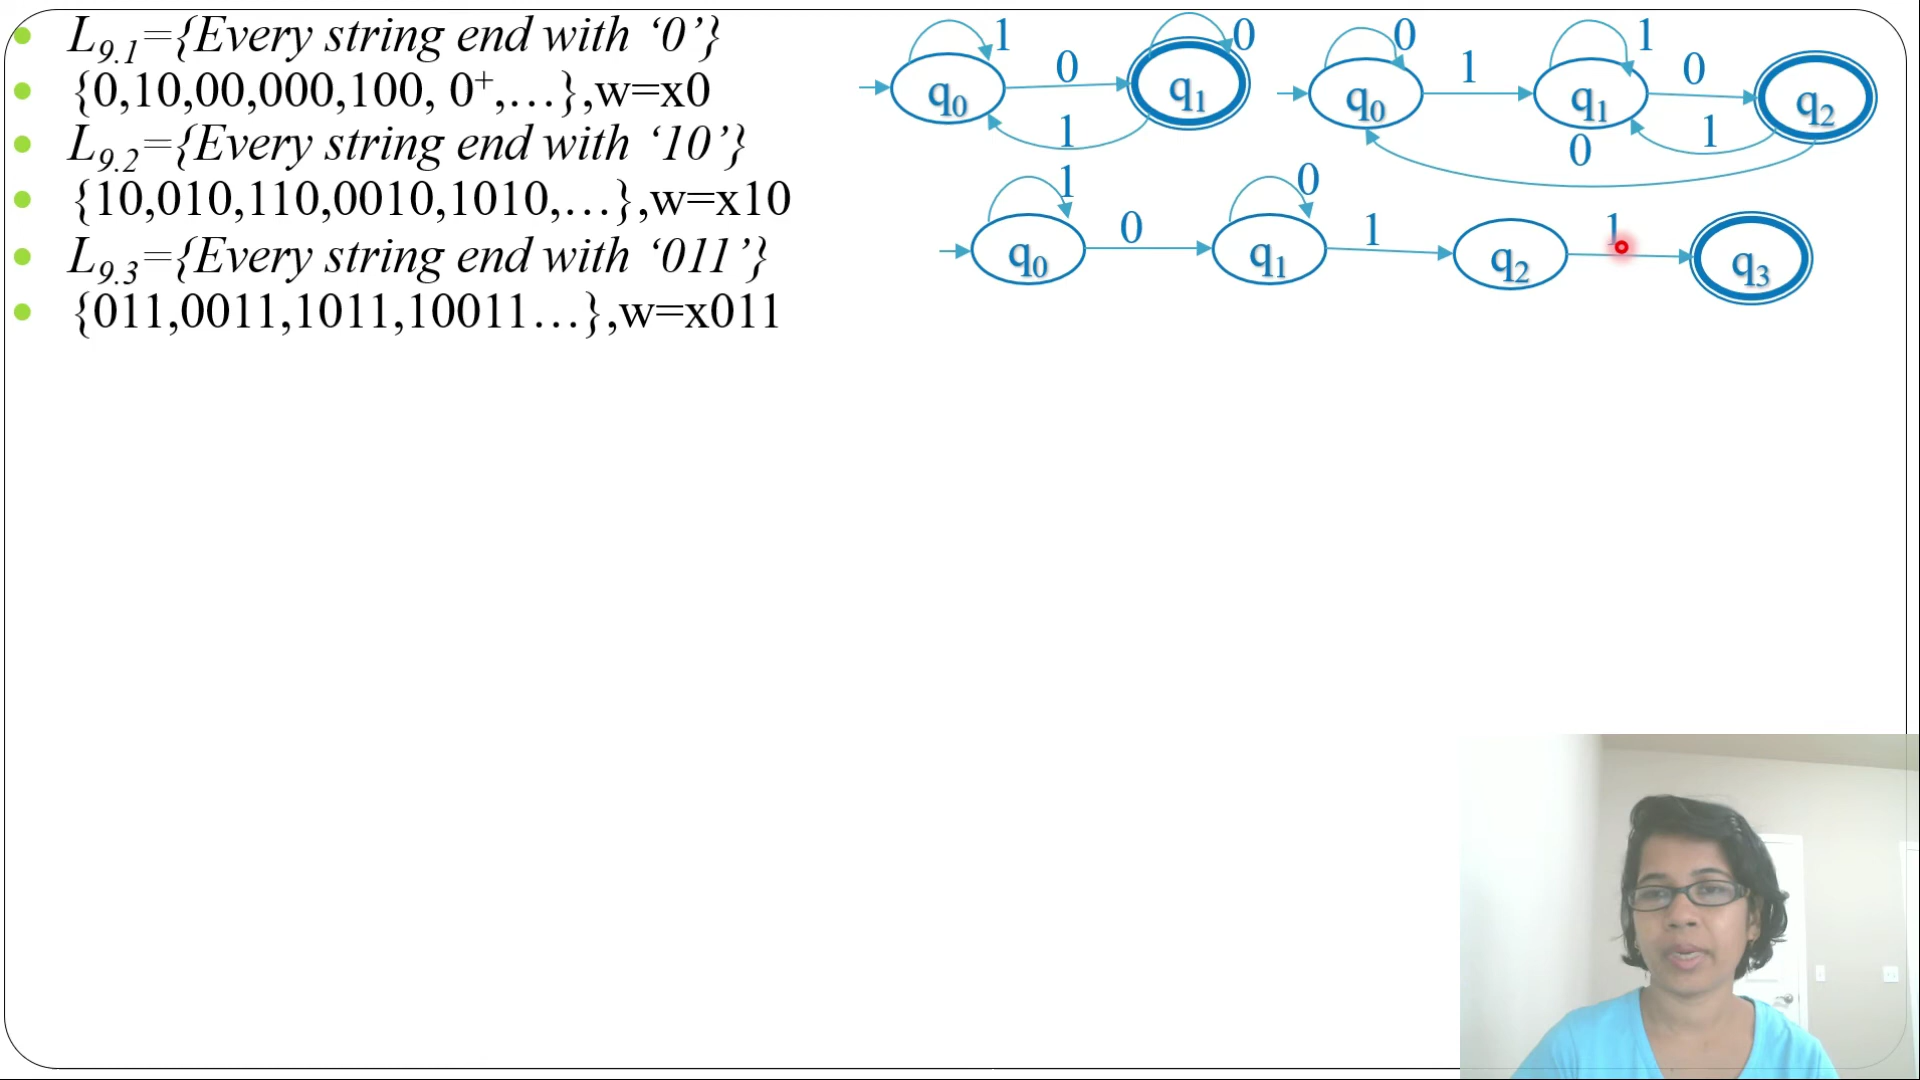 L9.1={Every string end with ‘0’}
{0,10,00,000,100, 0⁺,…},w=x0
L9.2={Every string end with ‘10’}
{10,010,110,0010,1010,…},w=x10
L9.3={Every string end with ‘011’}
{011,0011,1011,10011…},w=x011
1 0
q0 0 q1
1
0 1
q0 1 q1 0 q2
1
0
1 0
q0 0 q1 1 q2 1 q3